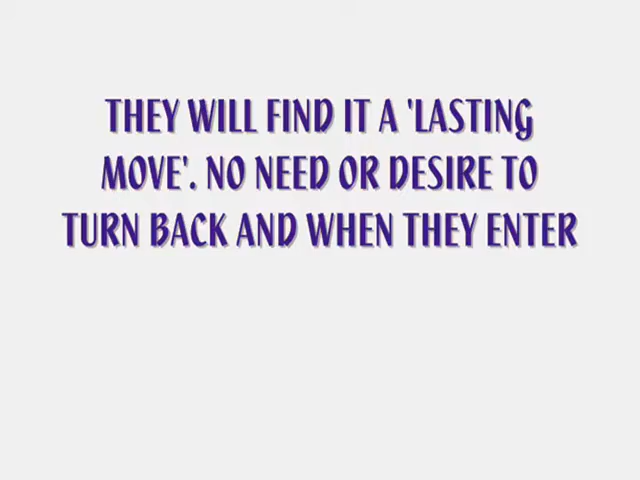 THEY WILL FIND IT A 'LASTING
MOVE'. NO NEED OR DESIRE TO
TURN BACK AND WHEN THEY ENTER